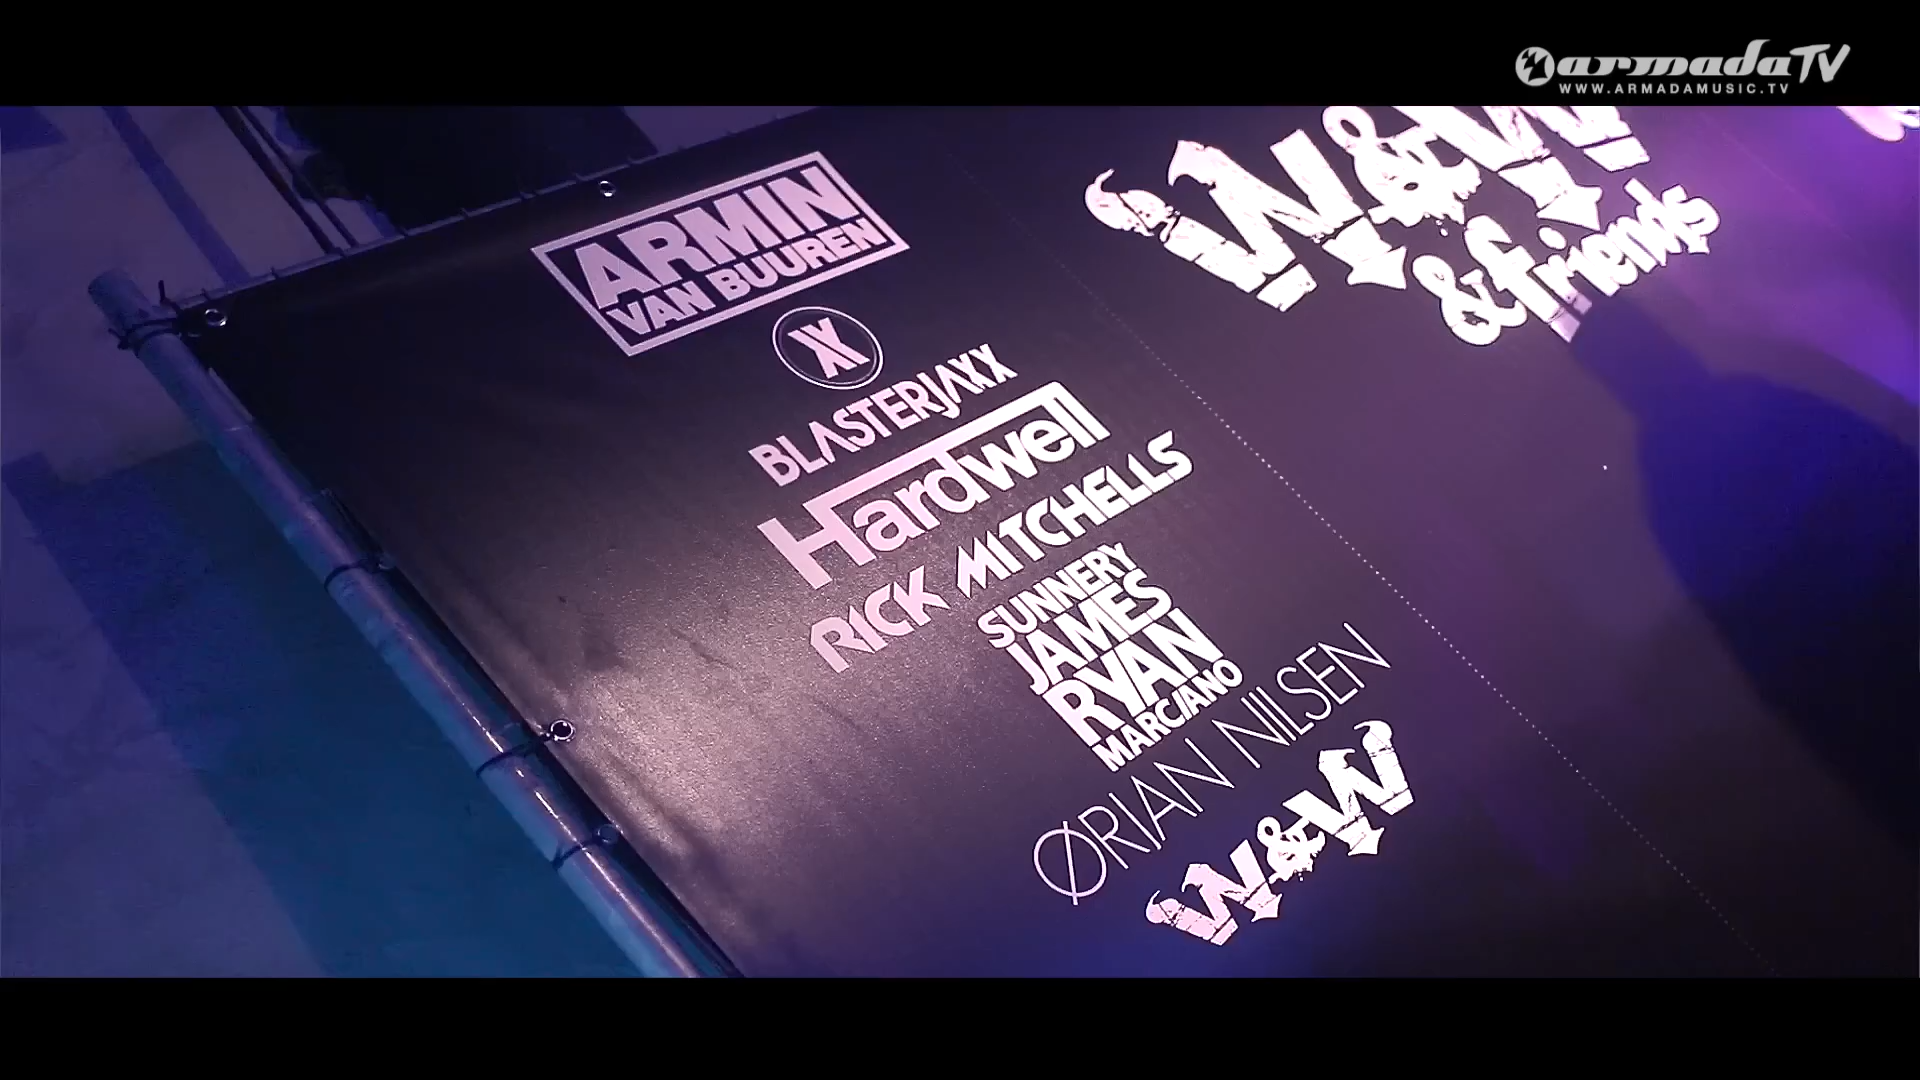 armadaTV
WWW.ARMADAMUSIC.TV
W&W
&friends
ARMIN
VAN BUUREN
BLASTERJAXX
Hardwell
RICK MITCHELLS
SUNNERY
JAMES
RYAN
MARCIANO
ØRJAN NILSEN
W&W